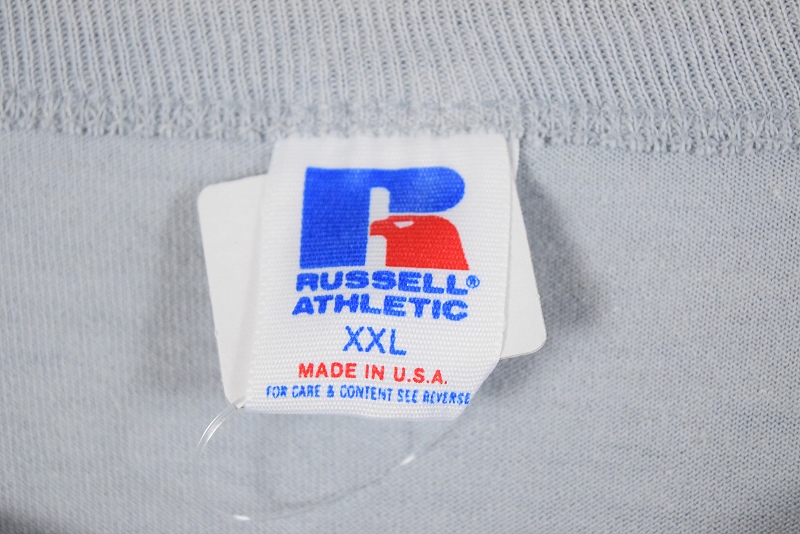 RUSSELL®
ATHLETIC
XXL
MADE IN U.S.A.
FOR CARE & CONTENT SEE REVERSE